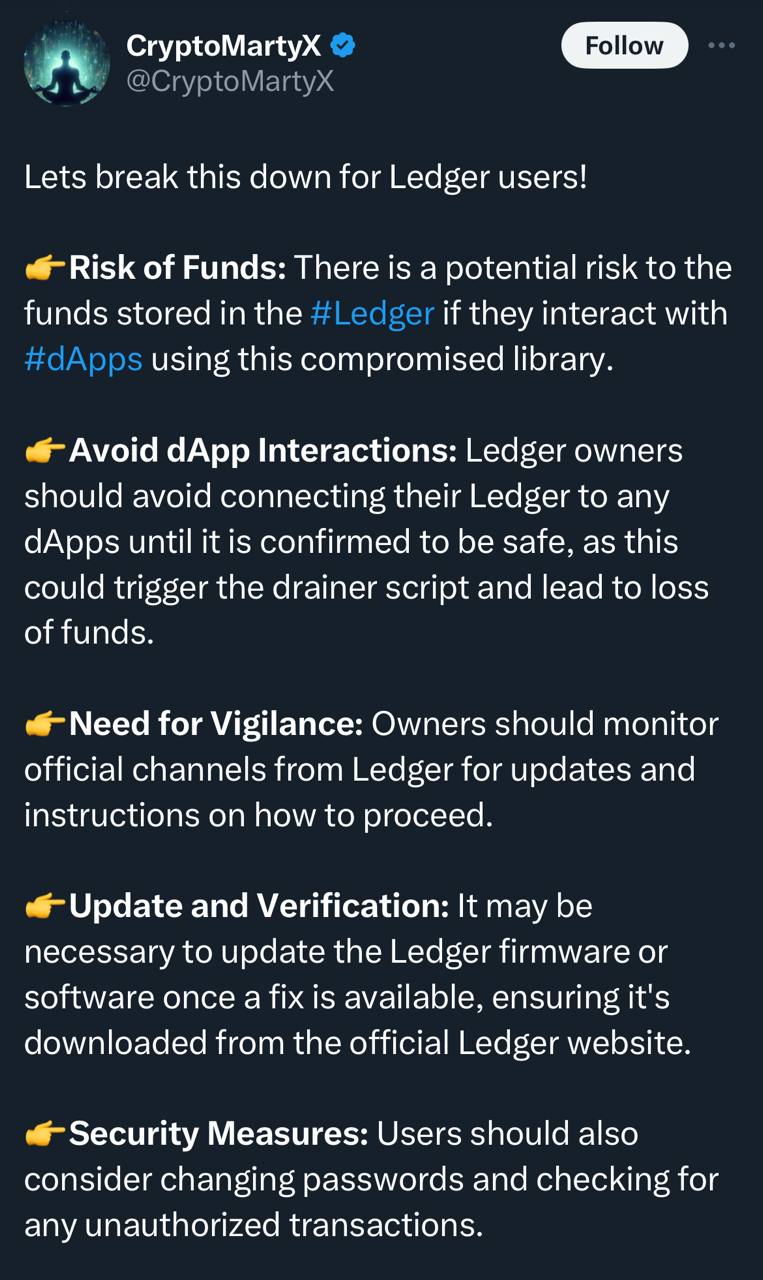 CryptoMartyX
@CryptoMartyX
Follow
Lets break this down for Ledger users!
👉Risk of Funds: There is a potential risk to the
funds stored in the #Ledger if they interact with
#dApps using this compromised library.
👉Avoid dApp Interactions: Ledger owners
should avoid connecting their Ledger to any
dApps until it is confirmed to be safe, as this
could trigger the drainer script and lead to loss
of funds.
👉Need for Vigilance: Owners should monitor
official channels from Ledger for updates and
instructions on how to proceed.
👉Update and Verification: It may be
necessary to update the Ledger firmware or
software once a fix is available, ensuring it's
downloaded from the official Ledger website.
👉Security Measures: Users should also
consider changing passwords and checking for
any unauthorized transactions.